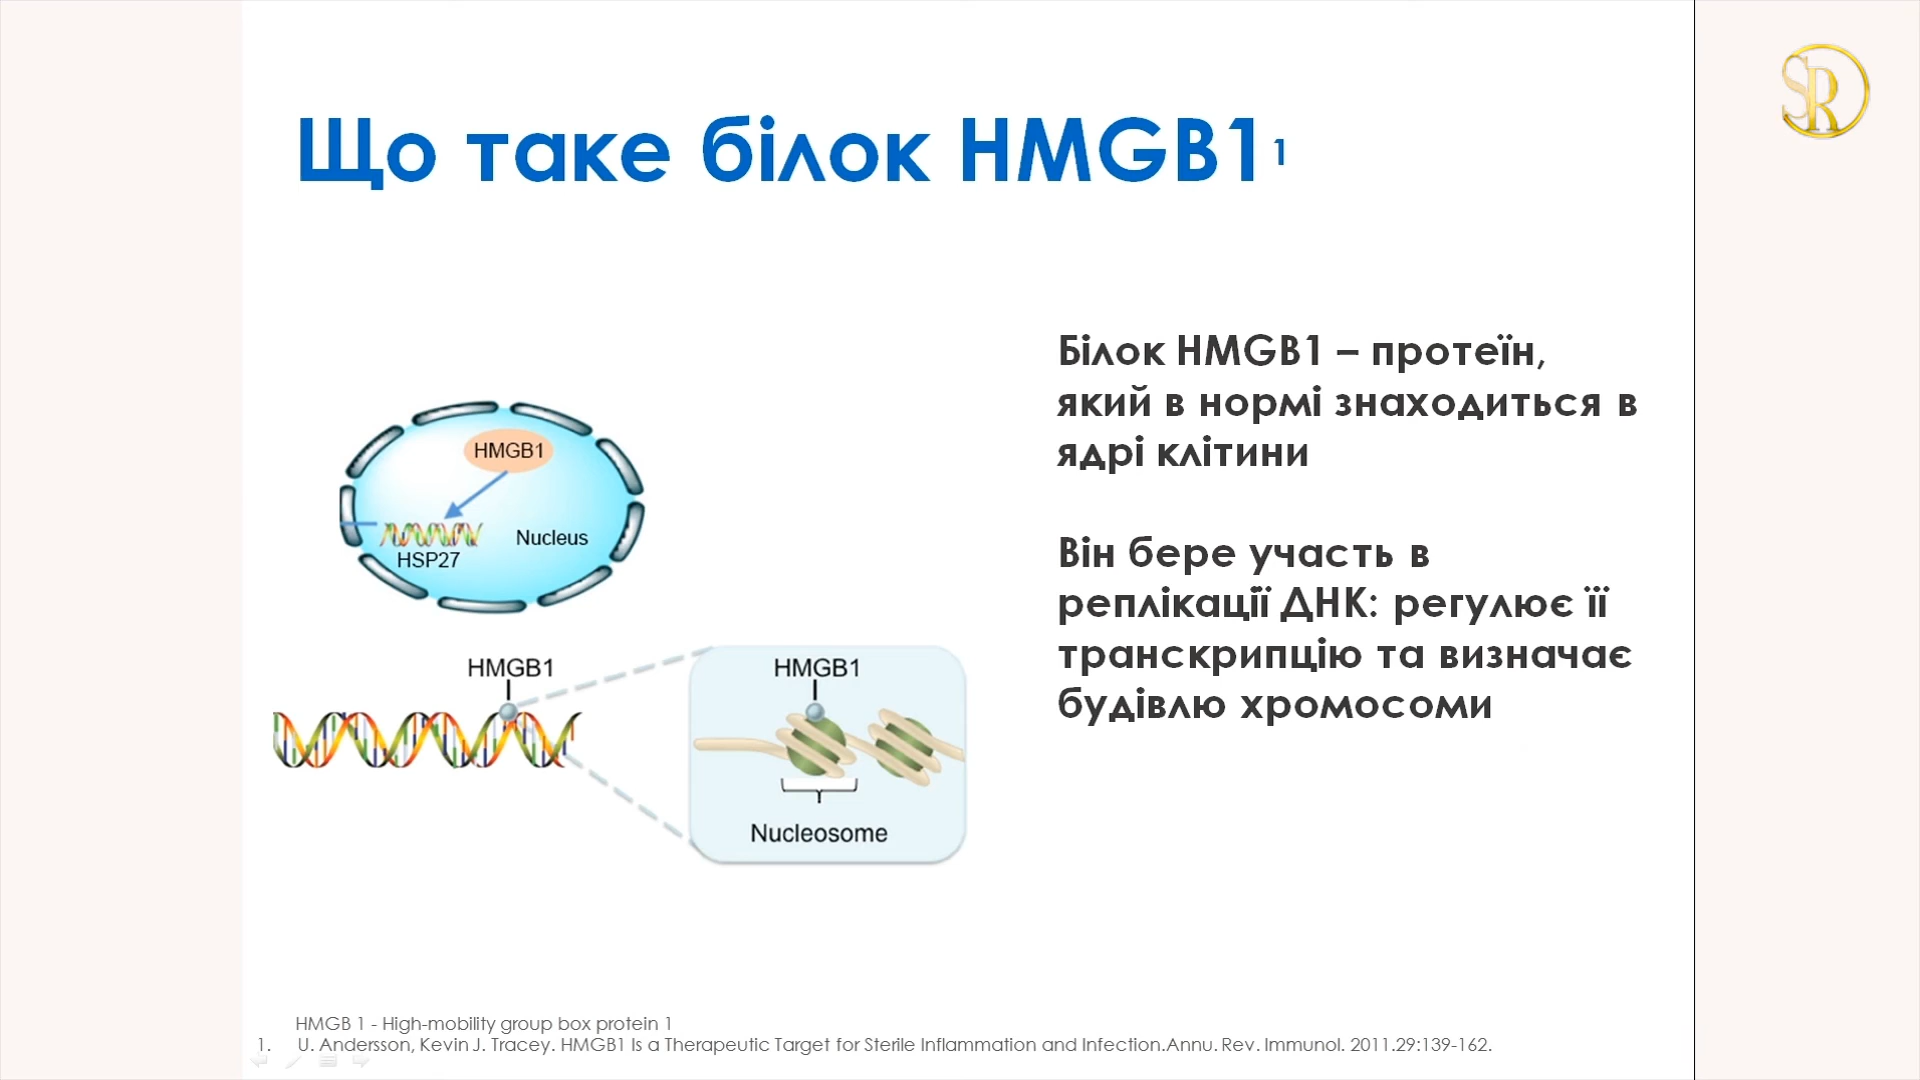 SR
Що таке білок HMGB1¹
Білок HMGB1 – протеїн,
який в нормі знаходиться в
ядрі клітини
Він бере участь в
реплікації ДНК: регулює її
транскрипцію та визначає
будівлю хромосоми
HMGB1
HSP27
Nucleus
HMGB1
HMGB1
Nucleosome
HMGB 1 - High-mobility group box protein 1
1. U. Andersson, Kevin J. Tracey. HMGB1 Is a Therapeutic Target for Sterile Inflammation and Infection.Annu. Rev. Immunol. 2011.29:139-162.